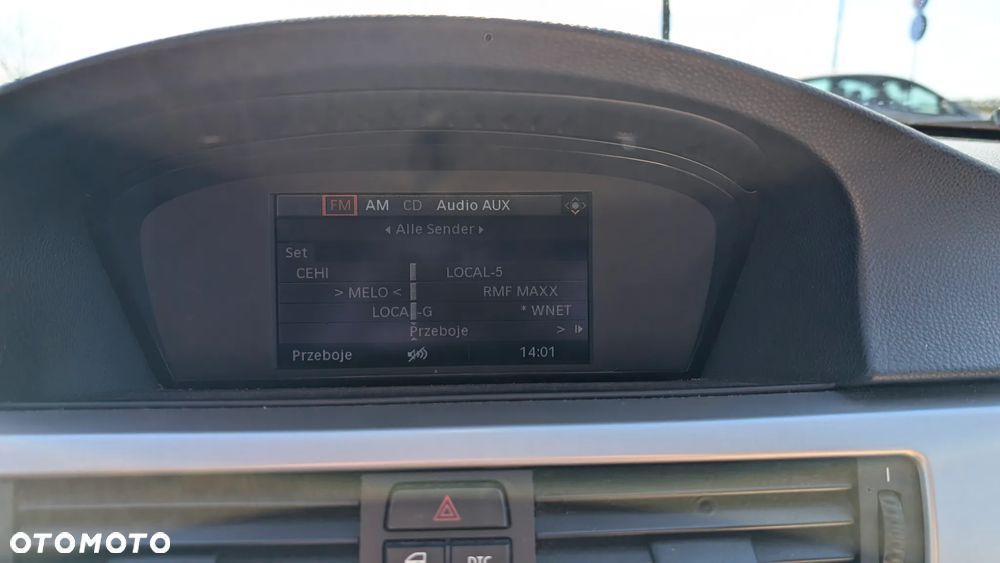 FM AM CD Audio AUX
Alle Sender
Set
CEHI LOCAL-5
> MELO < RMF MAXX
LOCAL-G * WNET
Przeboje >
Przeboje 14:01
DTC
OTOMOTO